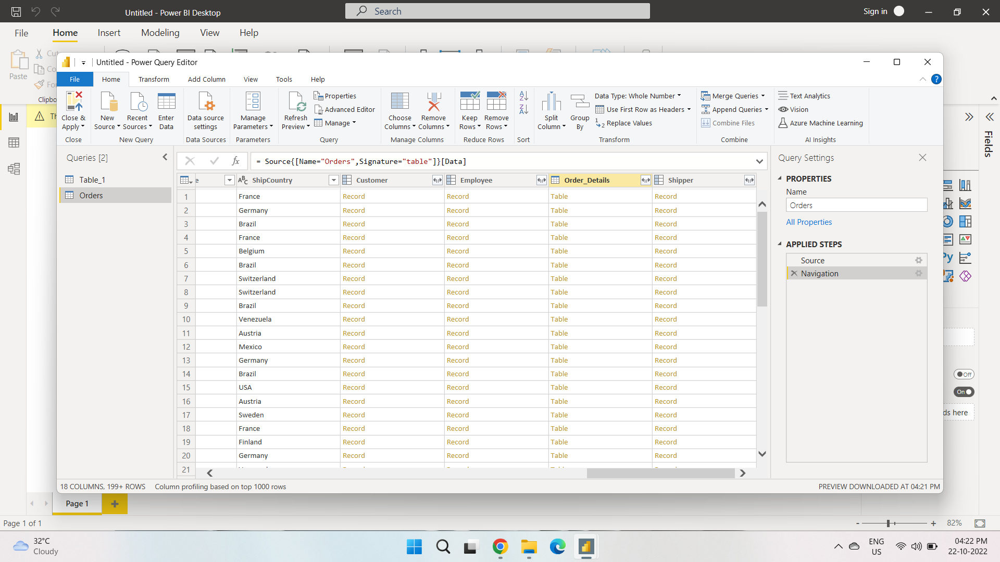 Untitled - Power BI Desktop
Search
Sign in
File
Home
Insert
Modeling
View
Help
Paste
Untitled - Power Query Editor
File
Home
Transform
Add Column
View
Tools
Help
Close &
Apply
New
Source
Recent
Sources
Enter
Data
Data source
settings
Manage
Parameters
Refresh
Preview
Properties
Advanced Editor
Manage
Choose
Columns
Remove
Columns
Keep
Rows
Remove
Rows
Split
Column
Group
By
Data Type: Whole Number
Use First Row as Headers
Replace Values
Merge Queries
Append Queries
Combine Files
Text Analytics
Vision
Azure Machine Learning
Close
New Query
Data Sources
Parameters
Query
Manage Columns
Reduce Rows
Sort
Transform
Combine
AI Insights
Queries [2]
Table_1
Orders
= Source{[Name="Orders",Signature="table"]}[Data]
e ShipCountry Customer Employee Order_Details Shipper
1 France Record Record Table Record
2 Germany Record Record Table Record
3 Brazil Record Record Table Record
4 France Record Record Table Record
5 Belgium Record Record Table Record
6 Brazil Record Record Table Record
7 Switzerland Record Record Table Record
8 Switzerland Record Record Table Record
9 Brazil Record Record Table Record
10 Venezuela Record Record Table Record
11 Austria Record Record Table Record
12 Mexico Record Record Table Record
13 Germany Record Record Table Record
14 Brazil Record Record Table Record
15 USA Record Record Table Record
16 Austria Record Record Table Record
17 Sweden Record Record Table Record
18 France Record Record Table Record
19 Finland Record Record Table Record
20 Germany Record Record Table Record
21
Query Settings
PROPERTIES
Name
Orders
All Properties
APPLIED STEPS
Source
Navigation
Fields
Py
Off
On
ds here
18 COLUMNS, 199+ ROWS
Column profiling based on top 1000 rows
PREVIEW DOWNLOADED AT 04:21 PM
Page 1
Page 1 of 1
82%
32°C
Cloudy
ENG
US
04:22 PM
22-10-2022